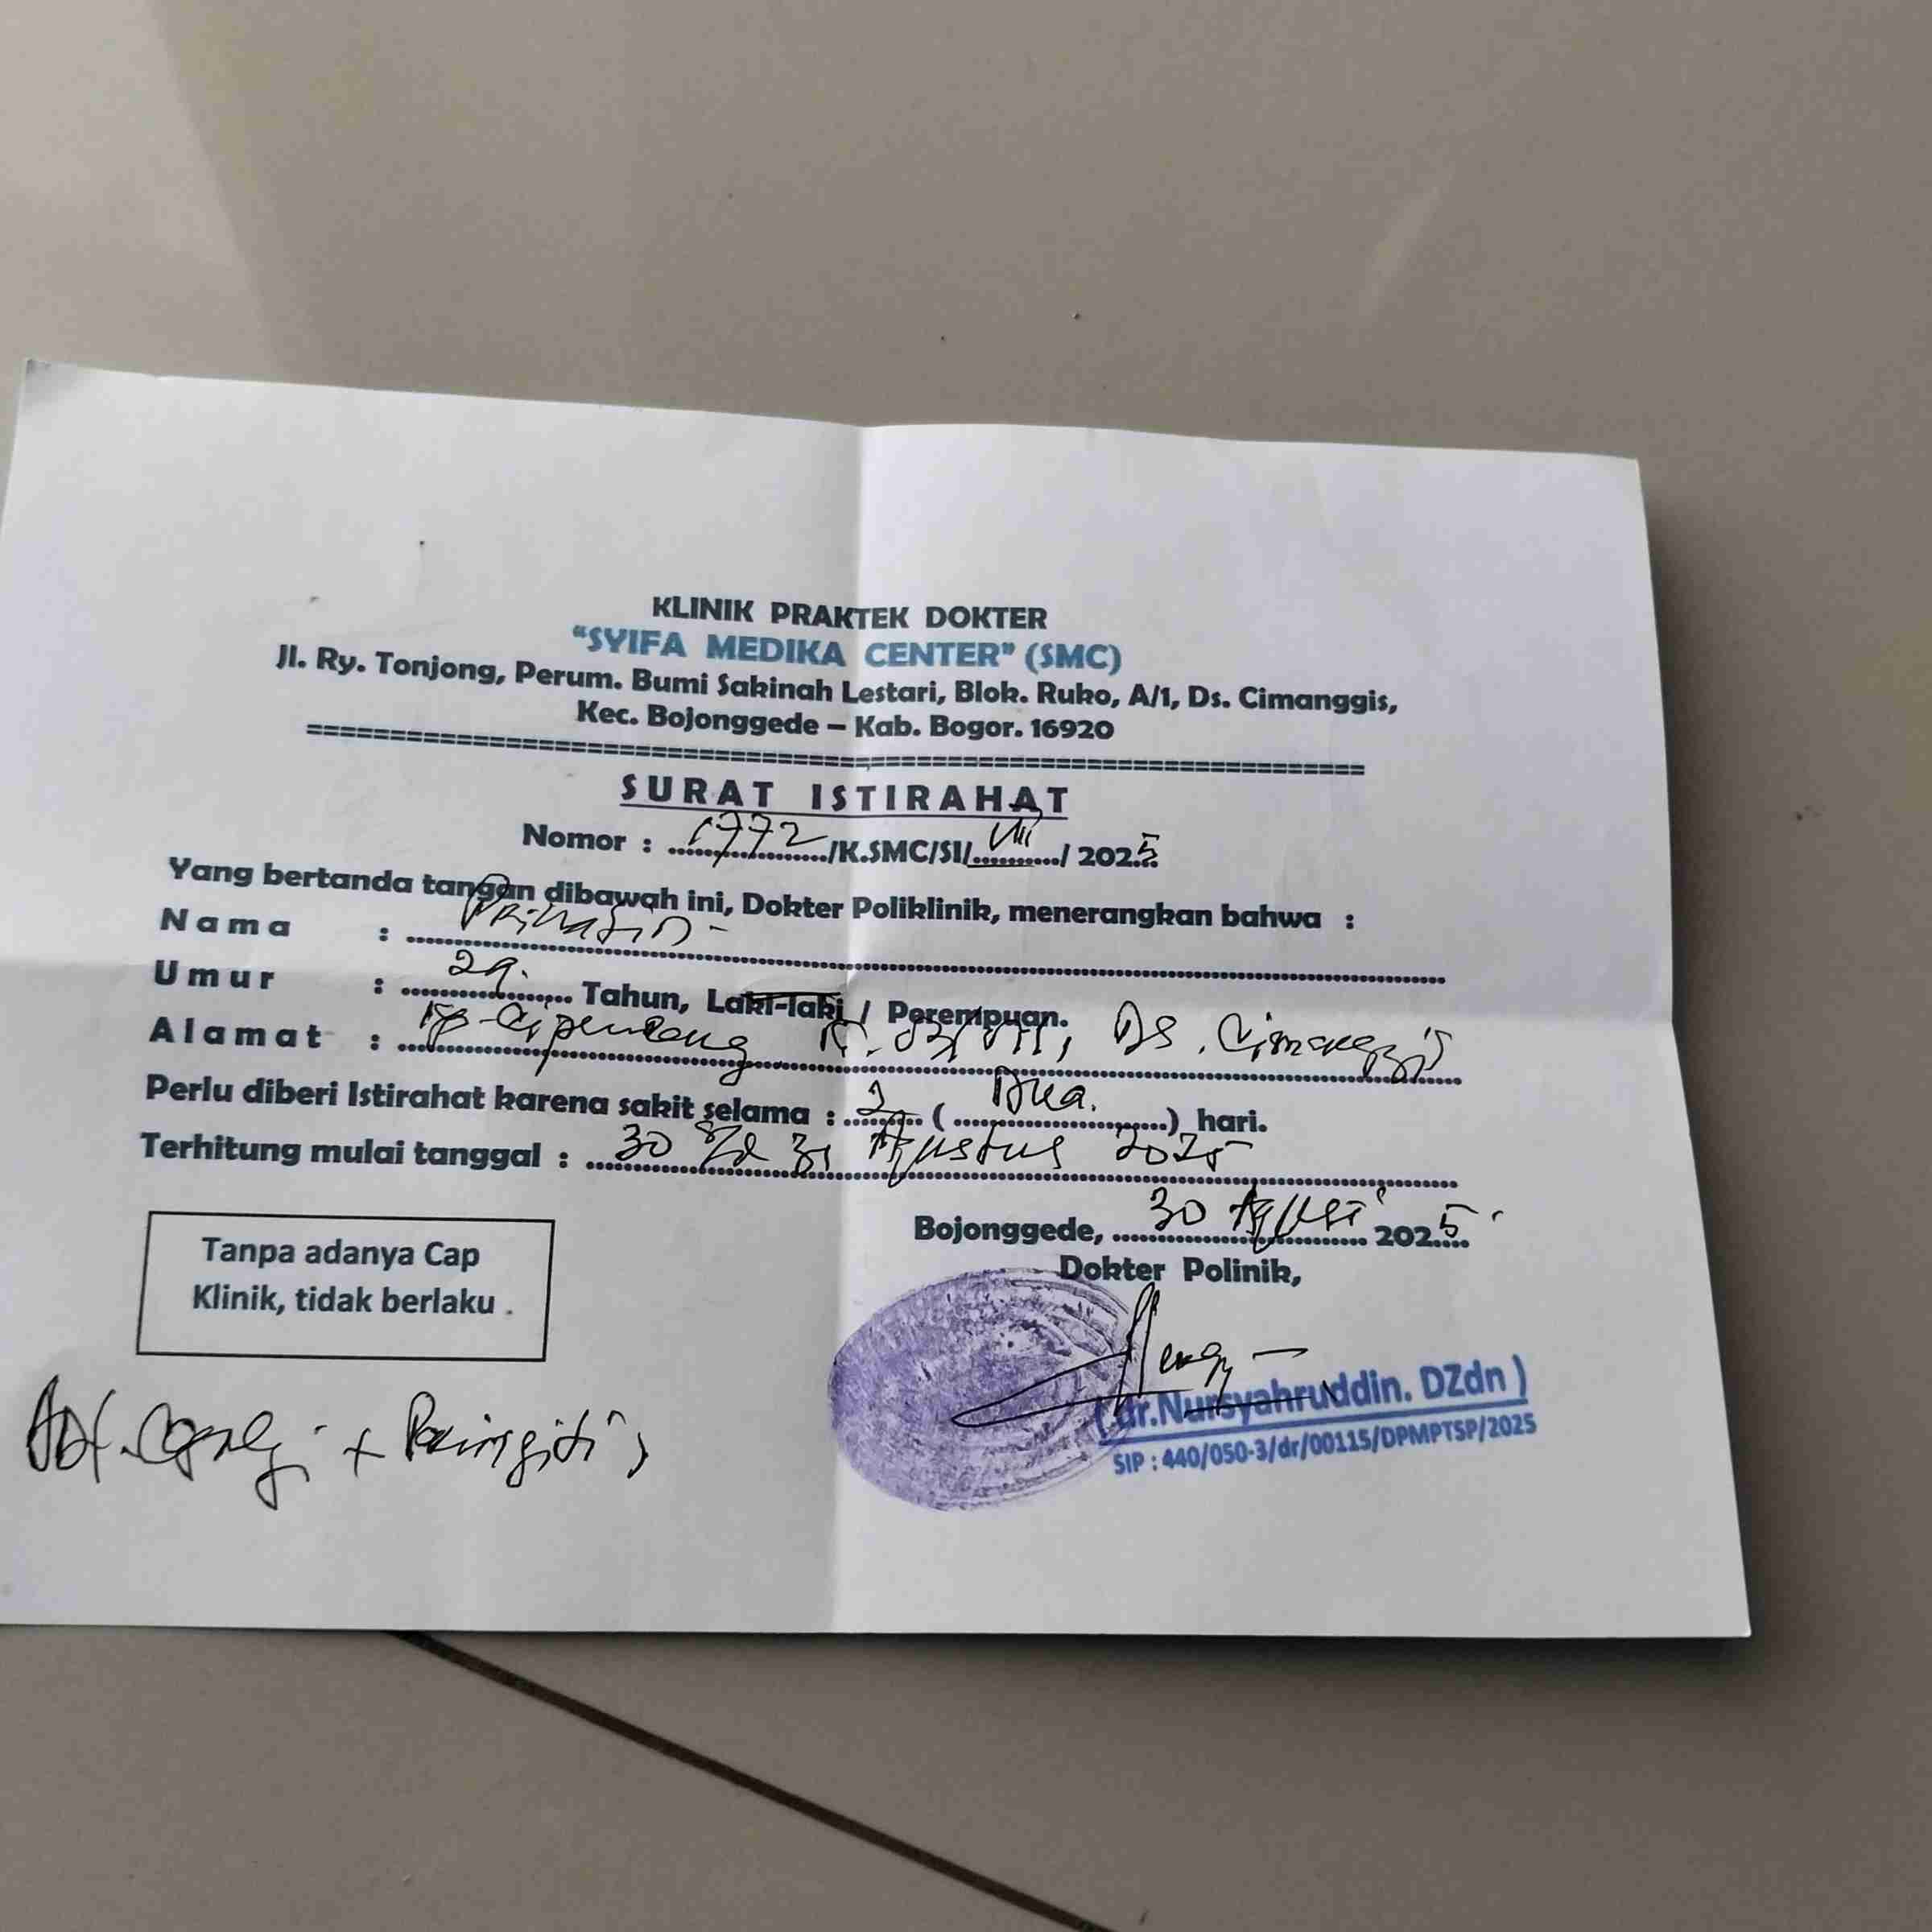 KLINIK PRAKTEK DOKTER
"SYIFA MEDIKA CENTER" (SMC)
Jl. Ry. Tonjong, Perum. Bumi Sakinah Lestari, Blok. Ruko, A/1, Ds. Cimanggis,
Kec. Bojonggede – Kab. Bogor. 16920
SURAT ISTIRAHAT
Nomor : 1772/K.SMC/SI/VIII/ 2025
Yang bertanda tangan dibawah ini, Dokter Poliklinik, menerangkan bahwa :
Nama :
Umur : 29. Tahun, Laki-laki / Perempuan.
Alamat : Kp. Cipendang Ds. Cimanggis
Perlu diberi Istirahat karena sakit selama : 2 ( Dua. ) hari.
Terhitung mulai tanggal : 30 s/d 31 Agustus 2025
Bojonggede, 30 Agust 2025
Dokter Polinik,
Tanpa adanya Cap
Klinik, tidak berlaku .
( dr.Nursyahruddin. DZdn )
SIP : 440/050-3/dr/00115/DPMPTSP/2025